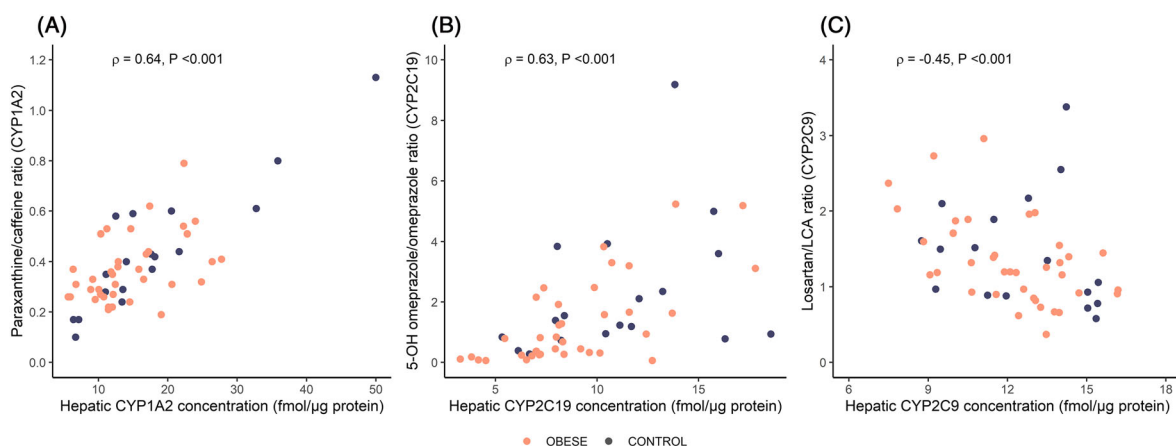 (A)
ρ = 0.64, P <0.001
Paraxanthine/caffeine ratio (CYP1A2)
1.2
1.0
0.8
0.6
0.4
0.2
0.0
10
20
30
40
50
Hepatic CYP1A2 concentration (fmol/µg protein)
(B)
ρ = 0.63, P <0.001
5-OH omeprazole/omeprazole ratio (CYP2C19)
10
8
6
4
2
0
5
10
15
Hepatic CYP2C19 concentration (fmol/µg protein)
(C)
ρ = -0.45, P <0.001
Losartan/LCA ratio (CYP2C9)
4
3
2
1
0
6
9
12
15
18
Hepatic CYP2C9 concentration (fmol/µg protein)
OBESE
CONTROL